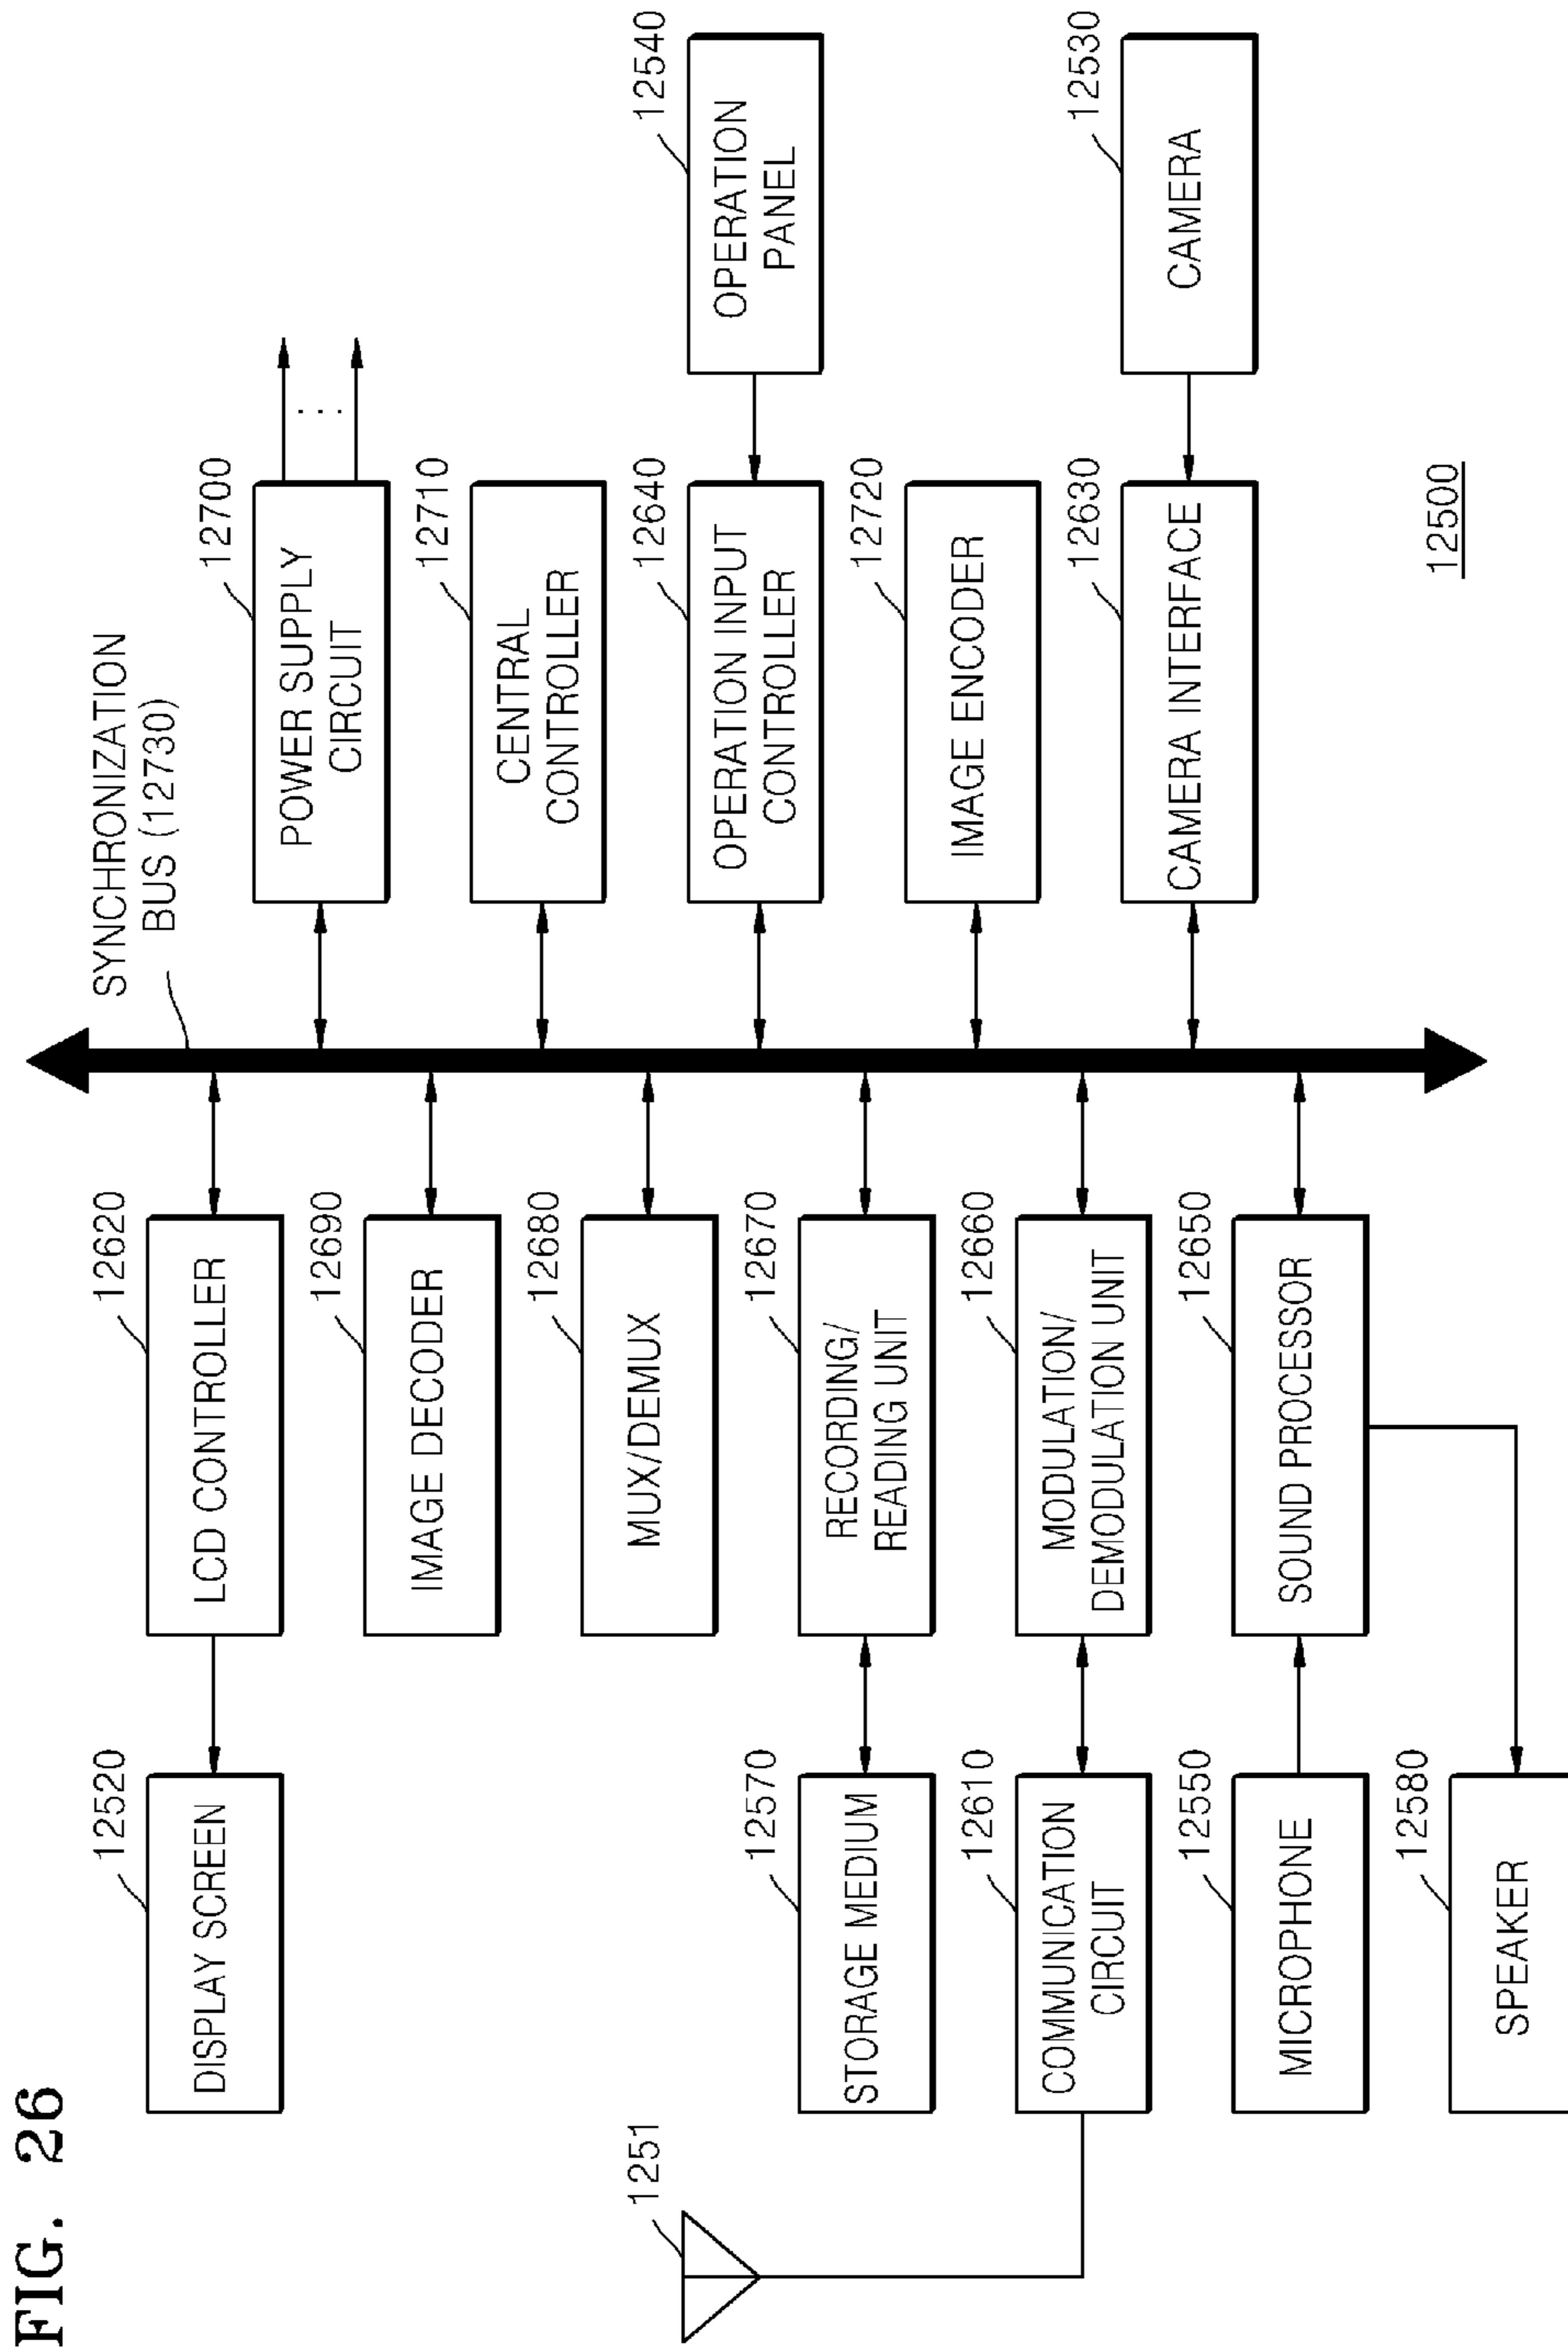 FIG. 26
1251
12520
DISPLAY SCREEN
12570
STORAGE MEDIUM
12610
COMMUNICATION
CIRCUIT
12550
MICROPHONE
12580
SPEAKER
12620
LCD CONTROLLER
12690
IMAGE DECODER
12680
MUX/DEMUX
12670
RECORDING/
READING UNIT
12660
MODULATION/
DEMODULATION UNIT
12650
SOUND PROCESSOR
SYNCHRONIZATION
BUS (12730)
12700
POWER SUPPLY
CIRCUIT
...
12710
CENTRAL
CONTROLLER
12640
OPERATION INPUT
CONTROLLER
12720
IMAGE ENCODER
12630
CAMERA INTERFACE
12540
OPERATION
PANEL
12530
CAMERA
12500